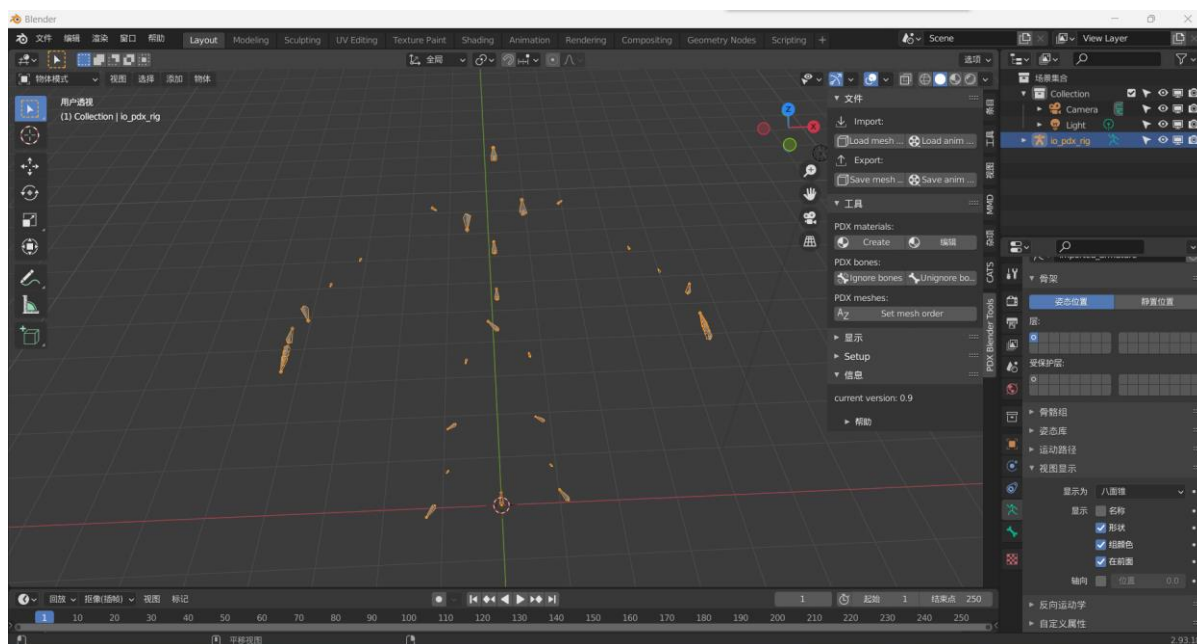 Blender
文件 编辑 渲染 窗口 帮助 Layout Modeling Sculpting UV Editing Texture Paint Shading Animation Rendering Compositing Geometry Nodes Scripting + Scene View Layer
全局 选项
物体模式 视图 选择 添加 物体
用户透视
(1) Collection | io_pdx_rig
Z
X
文件
Import:
Load mesh ... Load anim ...
Export:
Save mesh ... Save anim ...
工具
PDX materials:
Create 编辑
PDX bones:
Ignore bones Unignore bo...
PDX meshes:
AZ Set mesh order
显示
Setup
信息
current version: 0.9
帮助
条目
工具
视图
MMD
杂项
CATS
PDX Blender Tools
场景集合
Collection
Camera
Light
io_pdx_rig
骨架
姿态位置 静置位置
层:
受保护层:
骨骼组
姿态库
运动路径
视图显示
显示为 八面锥
显示 名称
形状
组颜色
在前面
轴向 位置 0.0
反向运动学
自定义属性
回放 抠像(插帧) 视图 标记 1 起始 1 结束点 250
1 10 20 30 40 50 60 70 80 90 100 110 120 130 140 150 160 170 180 190 200 210 220 230 240 250
平移视图